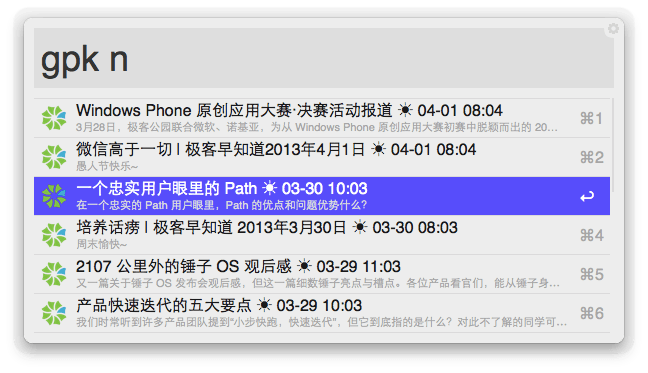 gpk n
Windows Phone 原创应用大赛·决赛活动报道 ☀ 04-01 08:04
3月28日，极客公园联合微软、诺基亚，为从 Windows Phone 原创应用大赛初赛中脱颖而出的 20…
⌘1
微信高于一切 | 极客早知道2013年4月1日 ☀ 04-01 08:04
愚人节快乐~
⌘2
一个忠实用户眼里的 Path ☀ 03-30 10:03
在一个忠实的 Path 用户眼里，Path 的优点和问题优势什么？
↩
培养话痨 | 极客早知道 2013年3月30日 ☀ 03-30 08:03
周末愉快~
⌘4
2107 公里外的锤子 OS 观后感 ☀ 03-29 11:03
又一篇关于锤子 OS 发布会观后感，但这一篇细数锤子亮点与槽点。各位产品看官们，能从锤子身…
⌘5
产品快速迭代的五大要点 ☀ 03-29 10:03
我们时常听到许多产品团队提到“小步快跑，快速迭代”，但它到底指的是什么？对此不了解的同学可…
⌘6